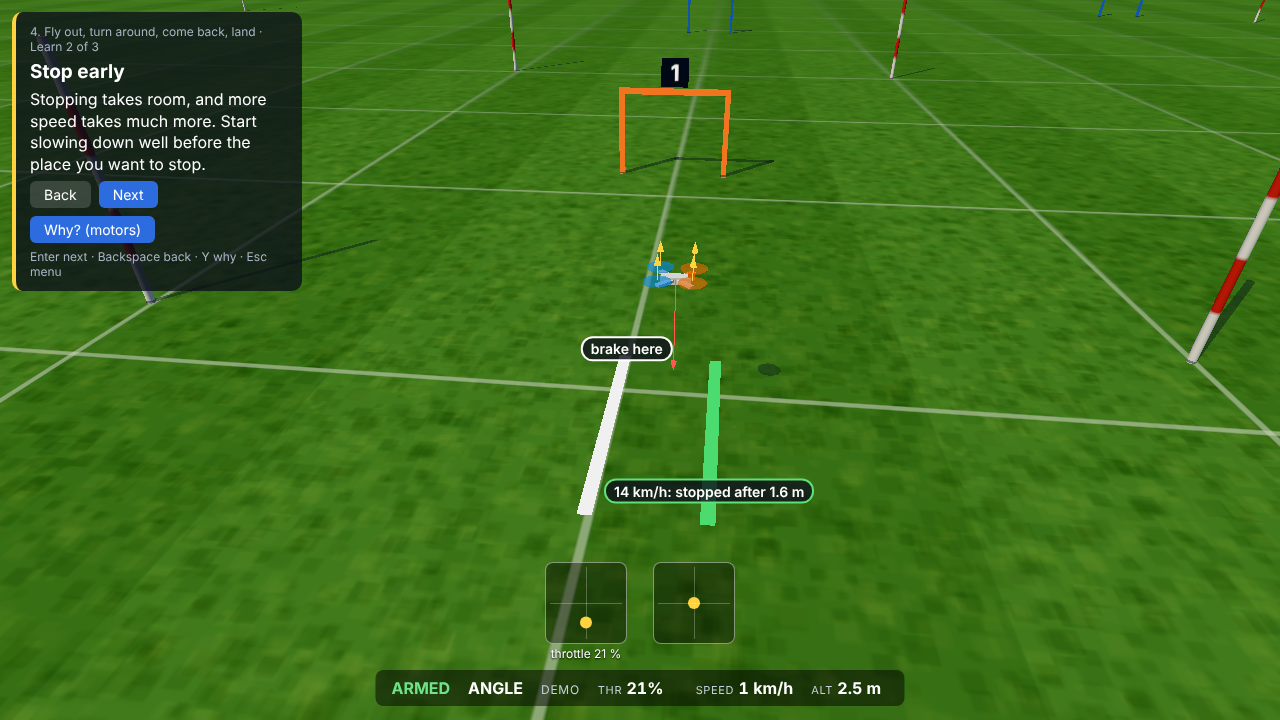 4. Fly out, turn around, come back, land ·
Learn 2 of 3
Stop early
Stopping takes room, and more
speed takes much more. Start
slowing down well before the
place you want to stop.
Back Next
Why? (motors)
Enter next · Backspace back · Y why · Esc
menu
1
brake here
14 km/h: stopped after 1.6 m
throttle 21 %
ARMED ANGLE DEMO THR 21% SPEED 1 km/h ALT 2.5 m